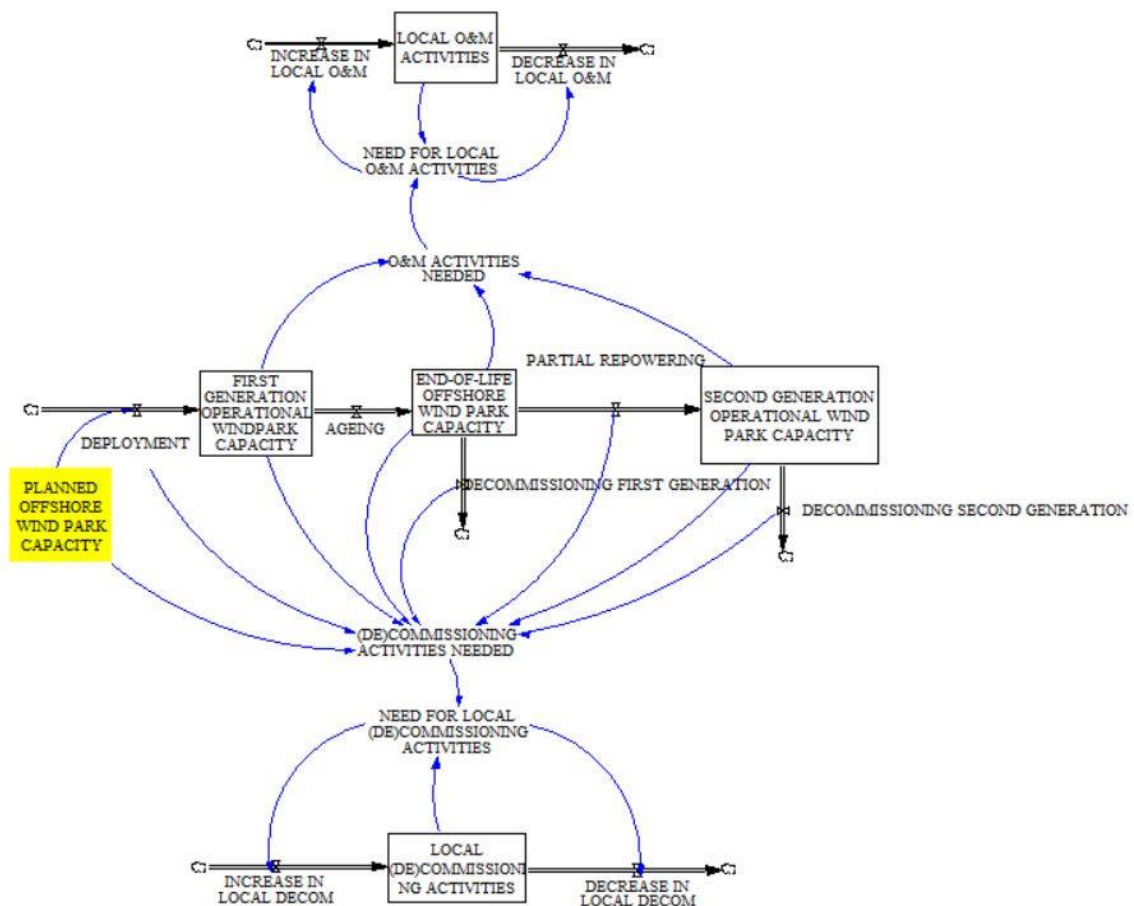 LOCAL O&M
ACTIVITIES
INCREASE IN
LOCAL O&M
DECREASE IN
LOCAL O&M
NEED FOR LOCAL
O&M ACTIVITIES
O&M ACTIVITIES
NEEDED
PARTIAL REPOWERING
FIRST
GENERATION
OPERATIONAL
WINDPARK
CAPACITY
END-OF-LIFE
OFFSHORE
WIND PARK
CAPACITY
SECOND GENERATION
OPERATIONAL WIND
PARK CAPACITY
DEPLOYMENT
AGEING
PLANNED
OFFSHORE
WIND PARK
CAPACITY
DECOMMISSIONING FIRST GENERATION
DECOMMISSIONING SECOND GENERATION
(DE)COMMISSIONING
ACTIVITIES NEEDED
NEED FOR LOCAL
(DE)COMMISSIONING
ACTIVITIES
LOCAL
(DE)COMMISSIONI
NG ACTIVITIES
INCREASE IN
LOCAL DECOM
DECREASE IN
LOCAL DECOM